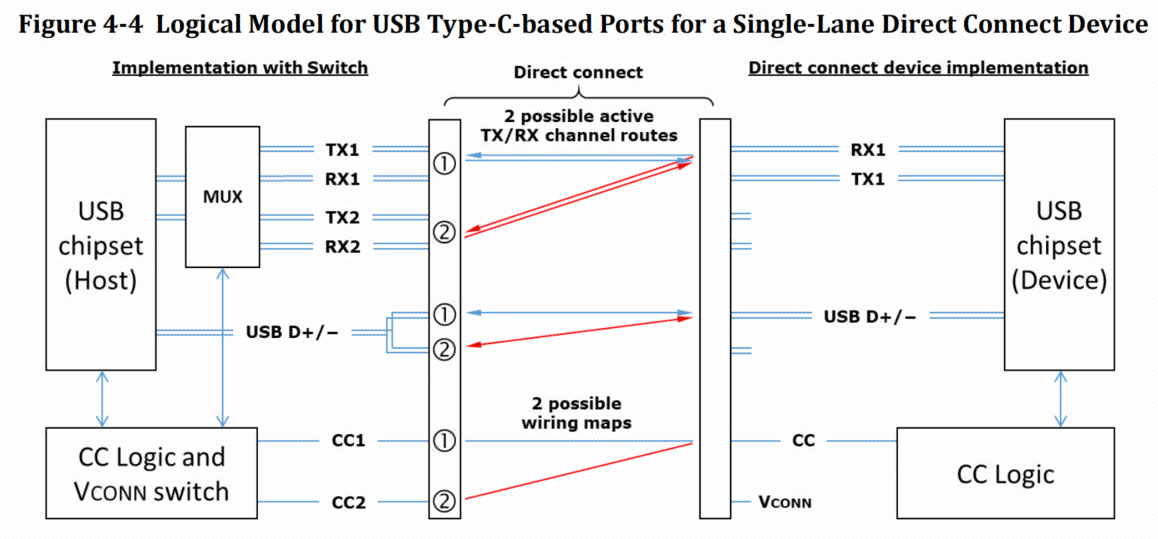 Figure 4-4 Logical Model for USB Type-C-based Ports for a Single-Lane Direct Connect Device
Implementation with Switch
Direct connect
Direct connect device implementation
2 possible active
TX/RX channel routes
USB
chipset
(Host)
MUX
TX1
RX1
TX2
RX2
①
②
RX1
TX1
USB
chipset
(Device)
USB D+/−
①
②
USB D+/−
2 possible
wiring maps
CC Logic and
VCONN switch
CC1
①
CC2
②
CC
VCONN
CC Logic